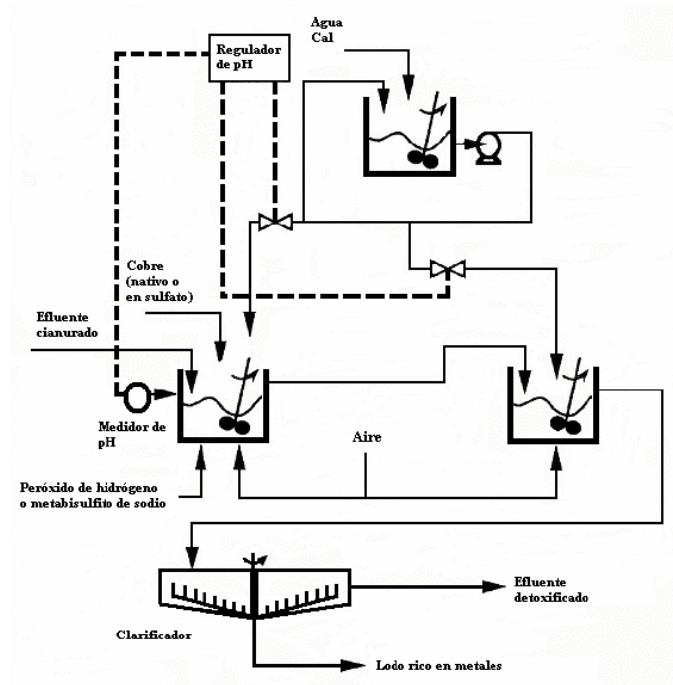 Agua
Cal
Regulador
de pH
Cobre
(nativo o
en sulfato)
Efluente
cianurado
Medidor de
pH
Aire
Peróxido de hidrógeno
o metabisulfito de sodio
Efluente
detoxificado
Clarificador
Lodo rico en metales